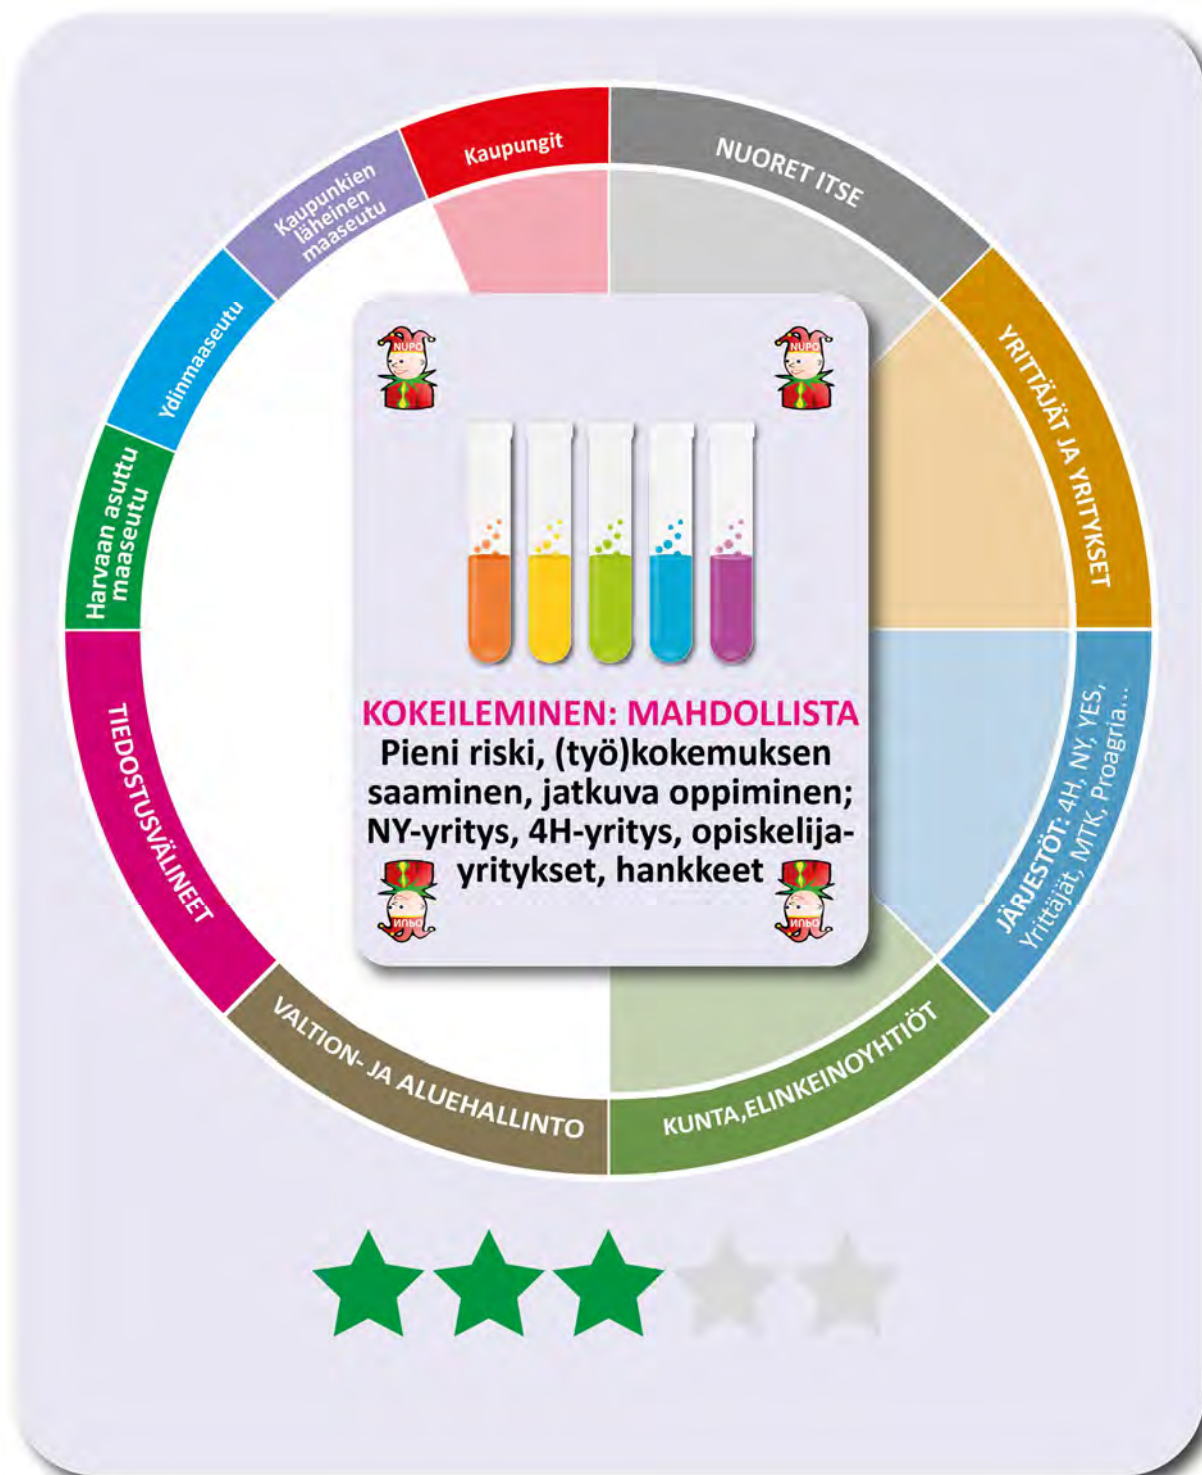 Kaupungit
NUORET ITSE
Kaupunkien
läheinen
maaseutu
YRITTÄJÄT JA YRITYKSET
Ydinmaaseutu
Harvaan asuttu
maaseutu
NUPO
NUPO
KOKEILEMINEN: MAHDOLLISTA
Pieni riski, (työ)kokemuksen
saaminen, jatkuva oppiminen;
NY-yritys, 4H-yritys, opiskelija-
yritykset, hankkeet
NUPO
NUPO
JÄRJESTÖT: 4H, NY, YES,
Yrittäjät, MTK, Proagria...
TIEDOSTUSVÄLINEET
VALTION- JA ALUEHALLINTO
KUNTA,ELINKEINOYHTIÖT